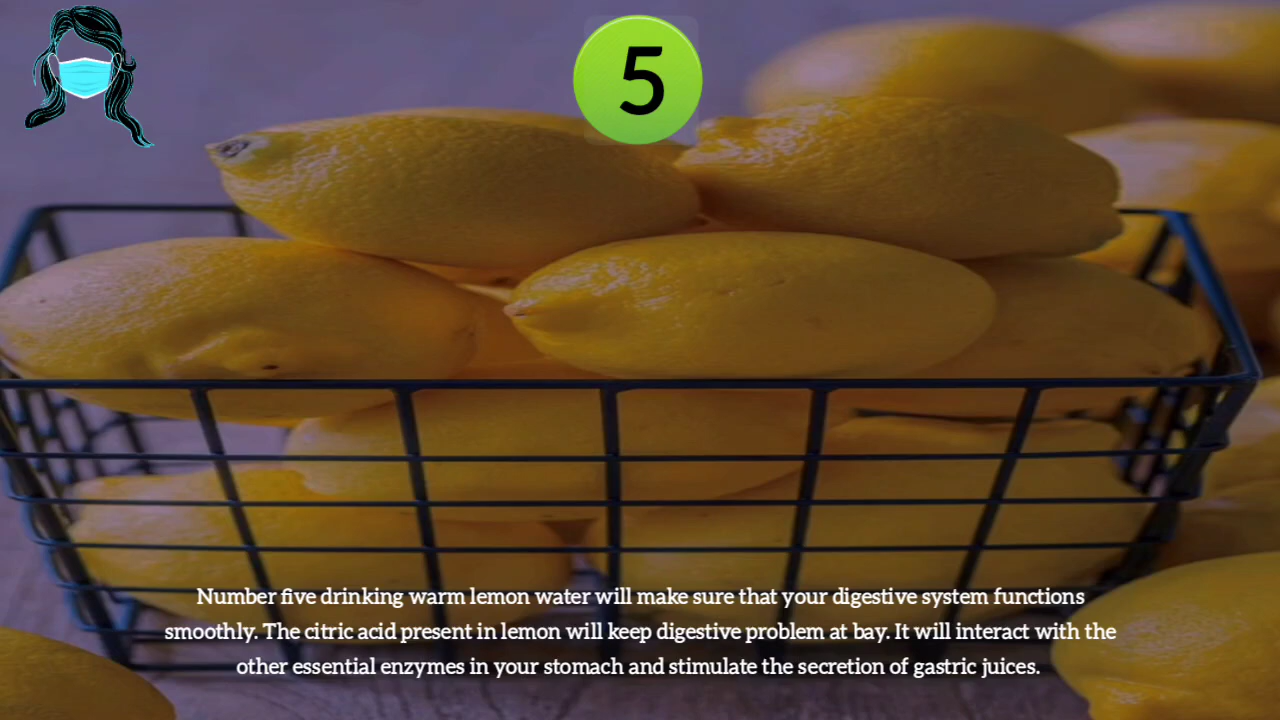 5
Number five drinking warm lemon water will make sure that your digestive system functions
smoothly. The citric acid present in lemon will keep digestive problem at bay. It will interact with the
other essential enzymes in your stomach and stimulate the secretion of gastric juices.